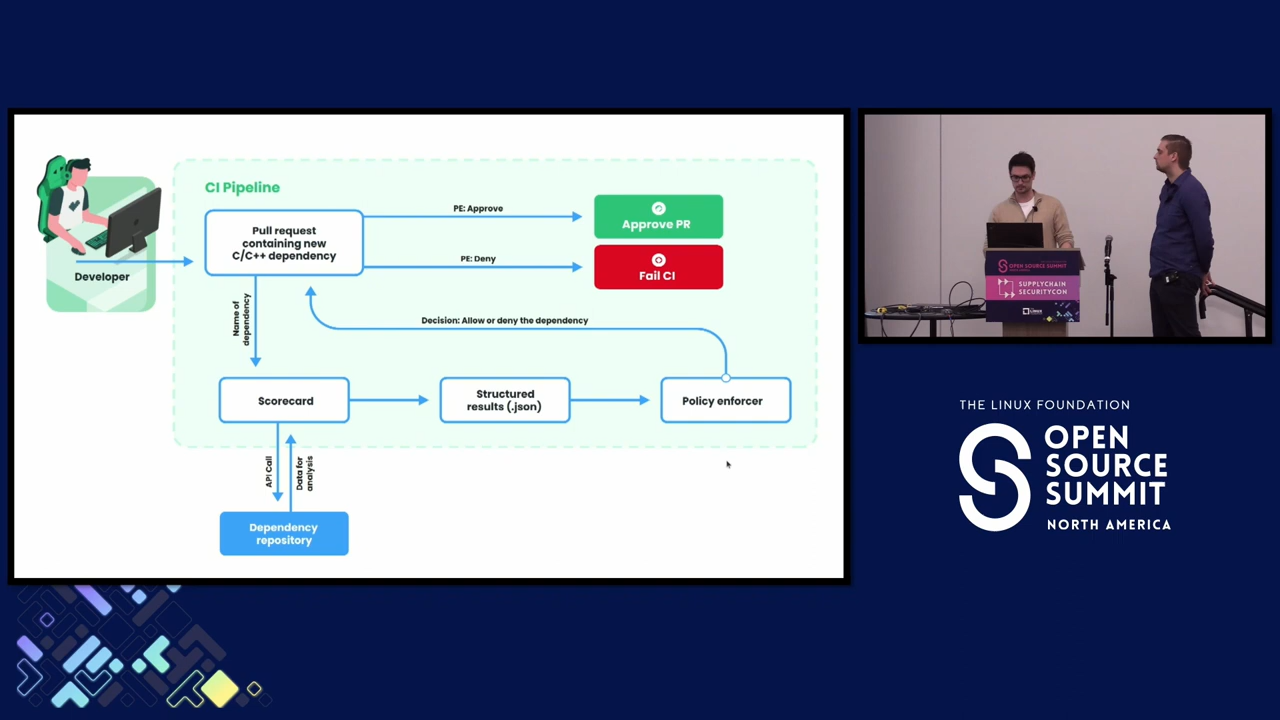 CI Pipeline
Developer
Pull request
containing new
C/C++ dependency
PE: Approve
Approve PR
PE: Deny
Fail CI
Name of
dependency
Decision: Allow or deny the dependency
Scorecard
Structured
results (.json)
Policy enforcer
API Call
Data for
analysis
Dependency
repository
OPEN SOURCE SUMMIT
SUPPLYCHAIN
SECURITYCON
LINUX
THE LINUX FOUNDATION
OPEN
SOURCE
SUMMIT
NORTH AMERICA